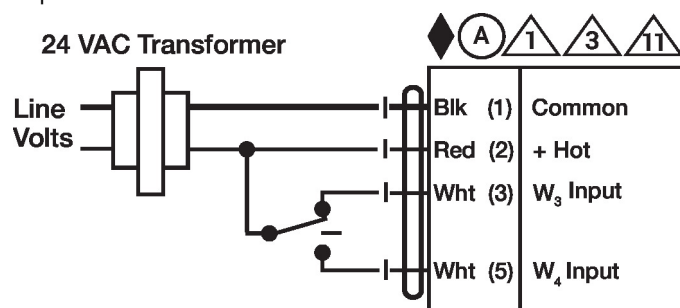 24 VAC Transformer
A 1 3 11
Line
Volts
Blk (1) Common
Red (2) + Hot
Wht (3) W₃ Input
Wht (5) W₄ Input